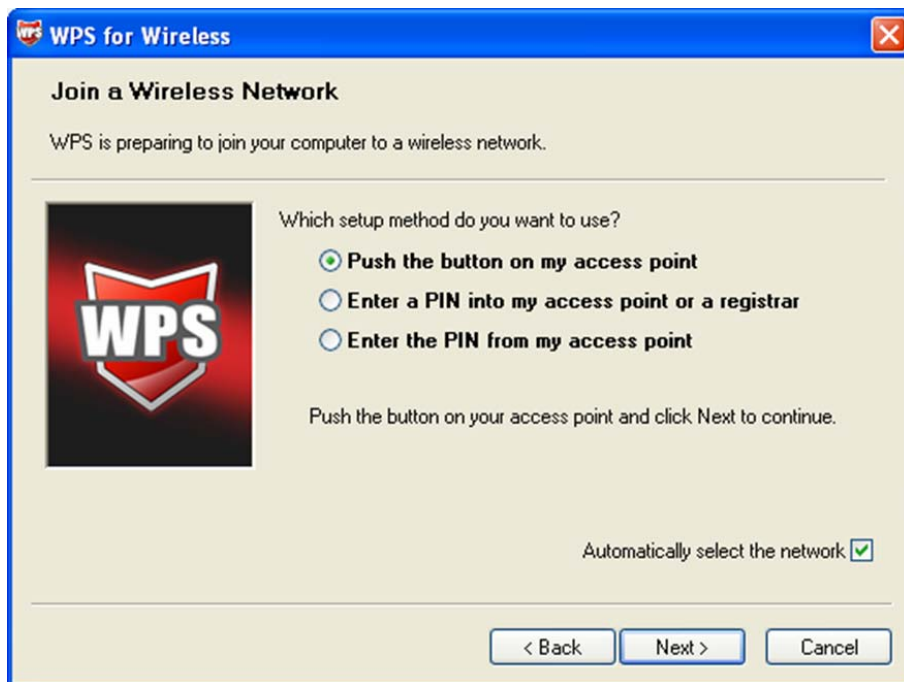 WPS for Wireless
Join a Wireless Network
WPS is preparing to join your computer to a wireless network.
WPS
Which setup method do you want to use?
Push the button on my access point
Enter a PIN into my access point or a registrar
Enter the PIN from my access point
Push the button on your access point and click Next to continue.
Automatically select the network
< Back Next > Cancel